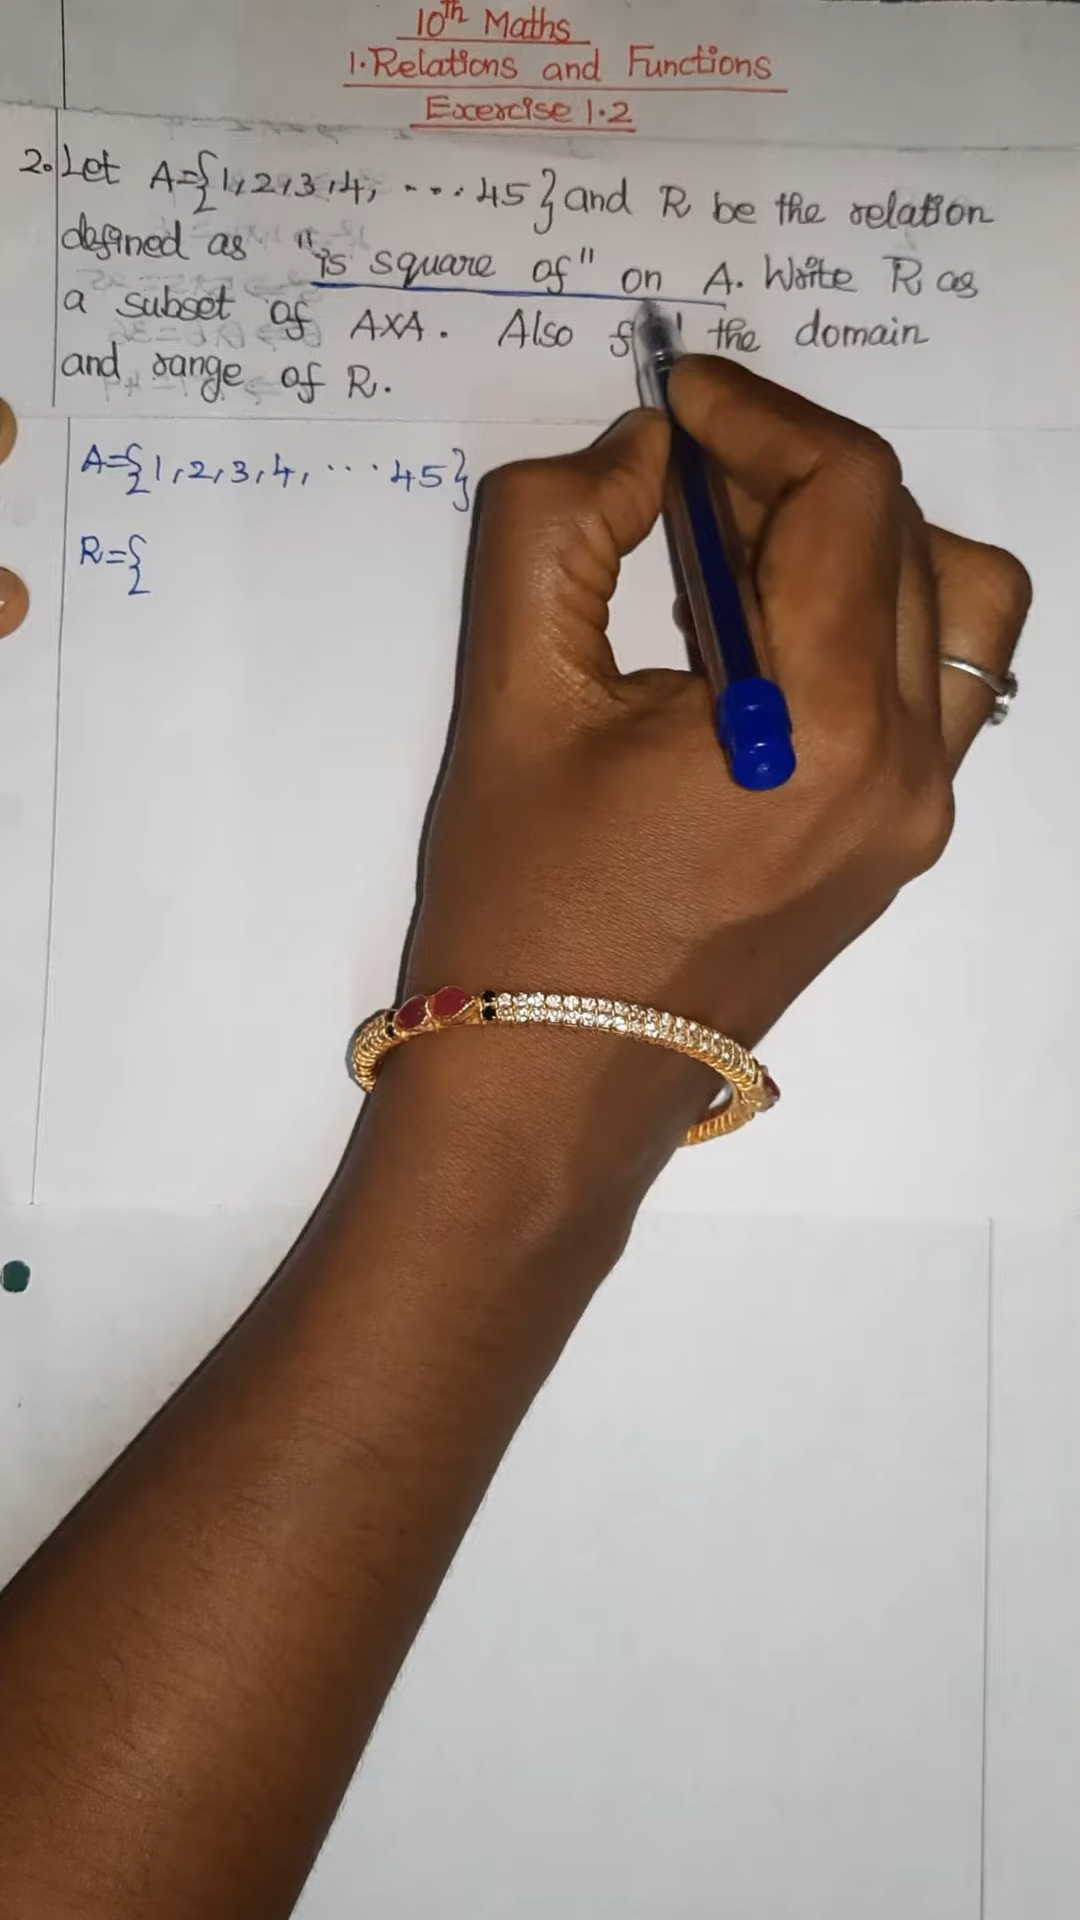 10th Maths
1. Relations and Functions
Exercise 1.2
2. Let A={1,2,3,4, ... 45} and R be the relation
defined as "is square of" on A. Write R as
a subset of A×A. Also the domain
and range of R.
A={1,2,3,4, ... 45}
R={